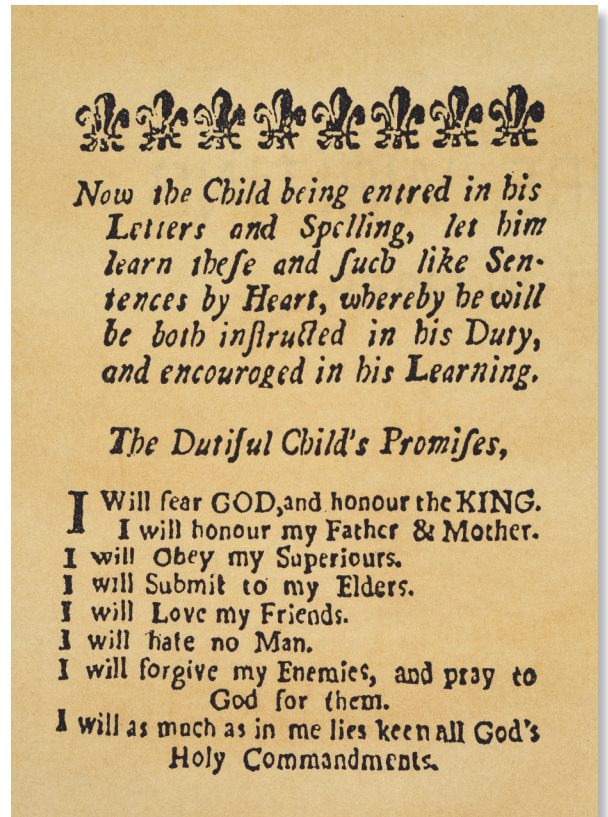 Now the Child being entred in his
Letters and Spelling, let him
learn theſe and ſuch like Sen-
tences by Heart, whereby he will
be both inſtructed in his Duty,
and encouroged in his Learning.
The Dutiful Child's Promiſes,
I Will fear GOD, and honour the KING.
I will honour my Father & Mother.
I will Obey my Superiours.
I will Submit to my Elders.
I will Love my Friends.
I will hate no Man.
I will forgive my Enemies, and pray to
God for them.
I will as much as in me lies keep all God's
Holy Commandments.